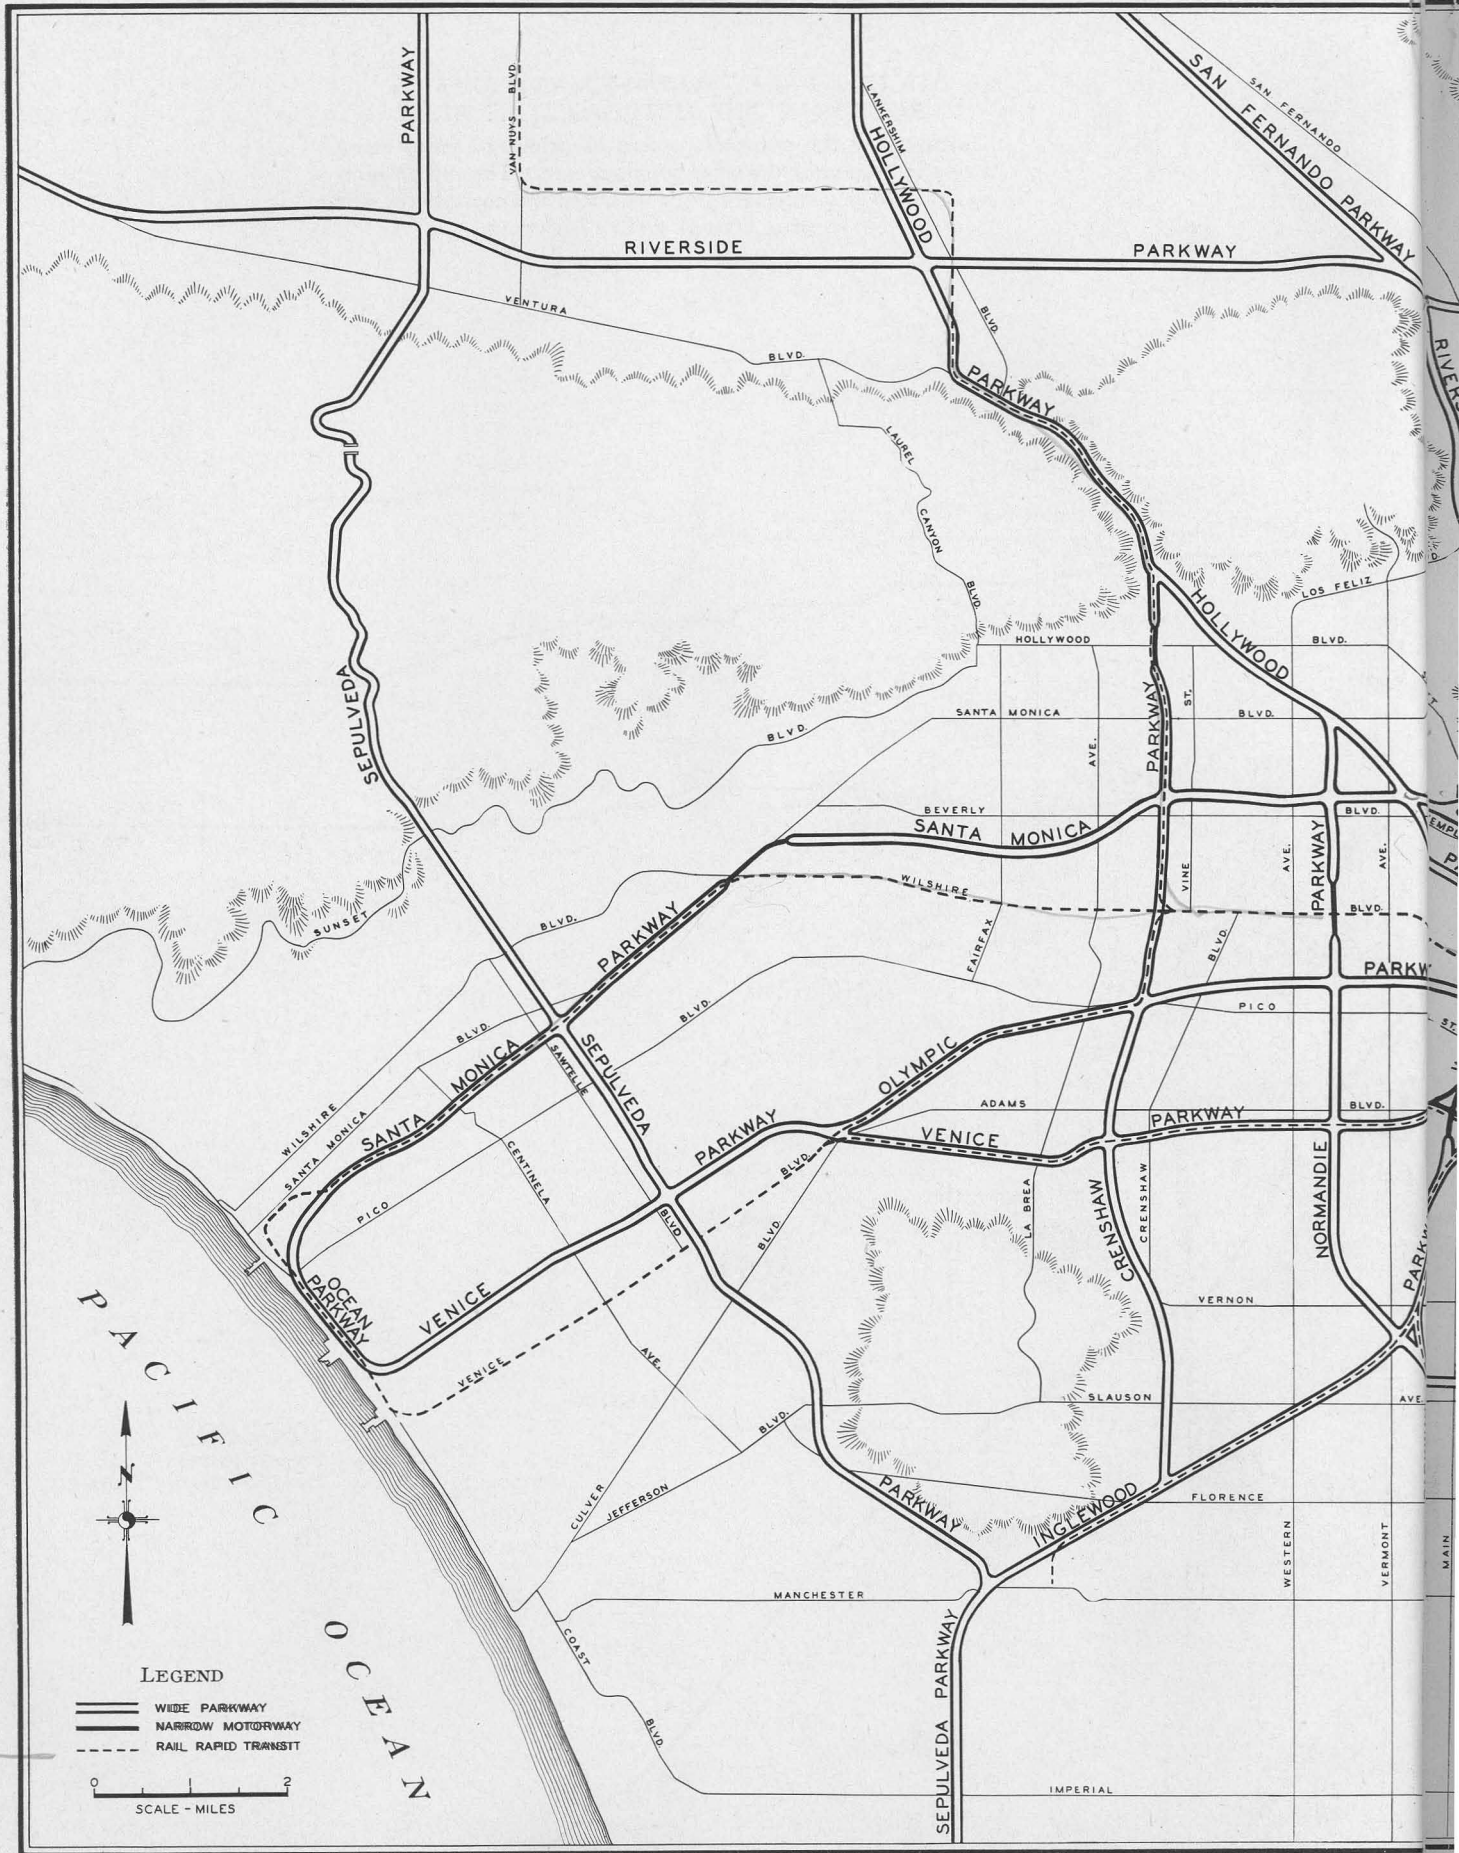 PARKWAY
VAN NUYS BLVD.
LANKERSHIM
HOLLYWOOD
SAN FERNANDO
SAN FERNANDO PARKWAY
RIVERSIDE PARKWAY
VENTURA BLVD.
BLVD.
PARKWAY
LAUREL CANYON BLVD.
LOS FELIZ
HOLLYWOOD BLVD.
HOLLYWOOD
SEPULVEDA
SANTA MONICA BLVD.
BLVD.
AVE.
PARKWAY
ST.
BEVERLY BLVD.
SANTA MONICA
WILSHIRE BLVD.
VINE
AVE.
PARKWAY
AVE.
SUNSET
BLVD.
PARKWAY
FAIRFAX
BLVD.
BLVD.
BLVD.
PICO
ST.
SANTA MONICA
SAWTELLE
SEPULVEDA
OLYMPIC
ADAMS BLVD.
WILSHIRE
SANTA MONICA
PARKWAY
VENICE PARKWAY
CENTINELA
BLVD.
PICO
BLVD.
BLVD.
LA BREA
CRENSHAW
CRENSHAW
NORMANDIE
OCEAN PARKWAY
VENICE
VERNON
VENICE
AVE.
SLAUSON AVE.
BLVD.
CULVER
JEFFERSON
PARKWAY
INGLEWOOD
FLORENCE
WESTERN
VERMONT
MAIN
MANCHESTER
COAST BLVD.
SEPULVEDA PARKWAY
IMPERIAL
PACIFIC OCEAN
N
LEGEND
WIDE PARKWAY
NARROW MOTORWAY
RAIL RAPID TRANSIT
0 1 2
SCALE - MILES